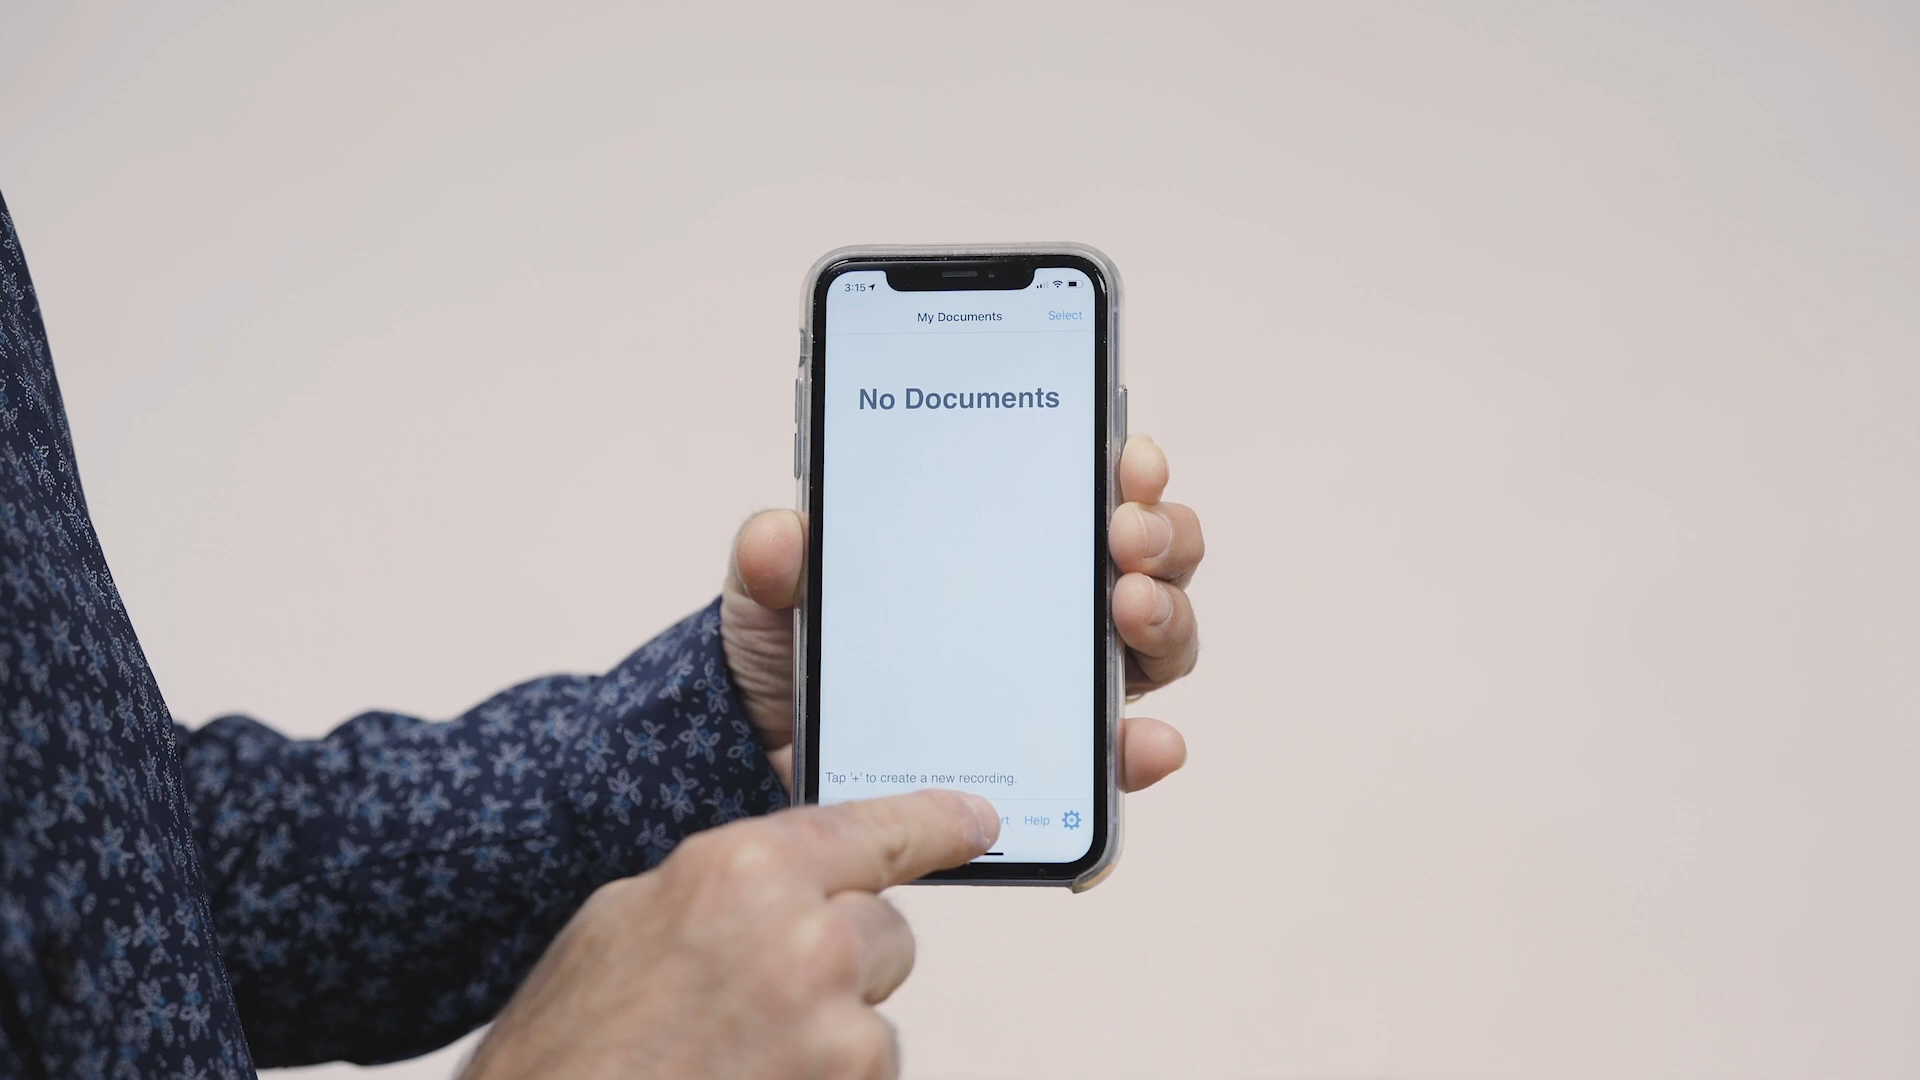 3:15
My Documents Select
No Documents
Tap '+' to create a new recording.
Help